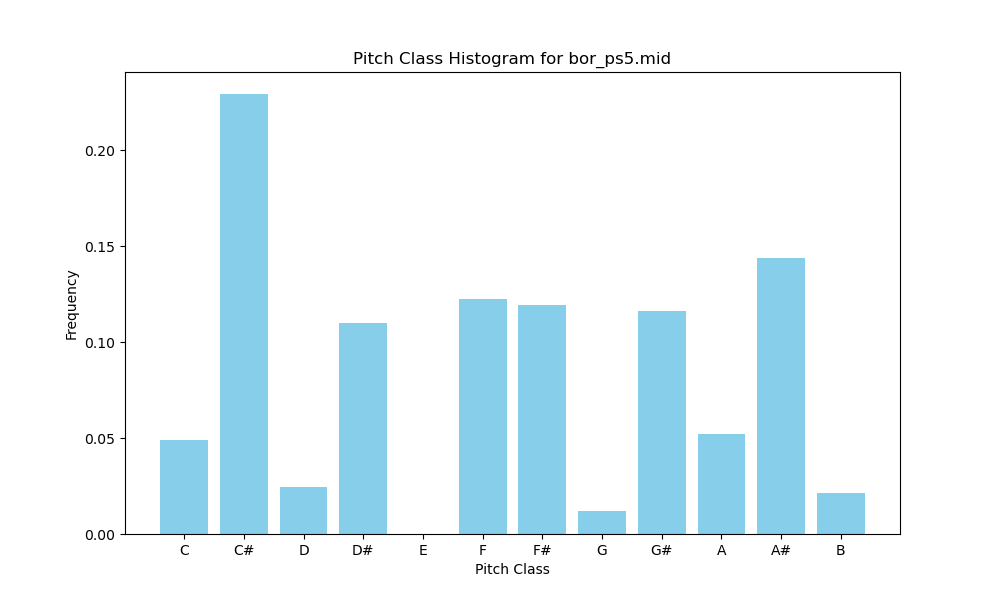 Pitch Class Histogram for bor_ps5.mid
Frequency
0.20
0.15
0.10
0.05
0.00
C C# D D# E F F# G G# A A# B
Pitch Class